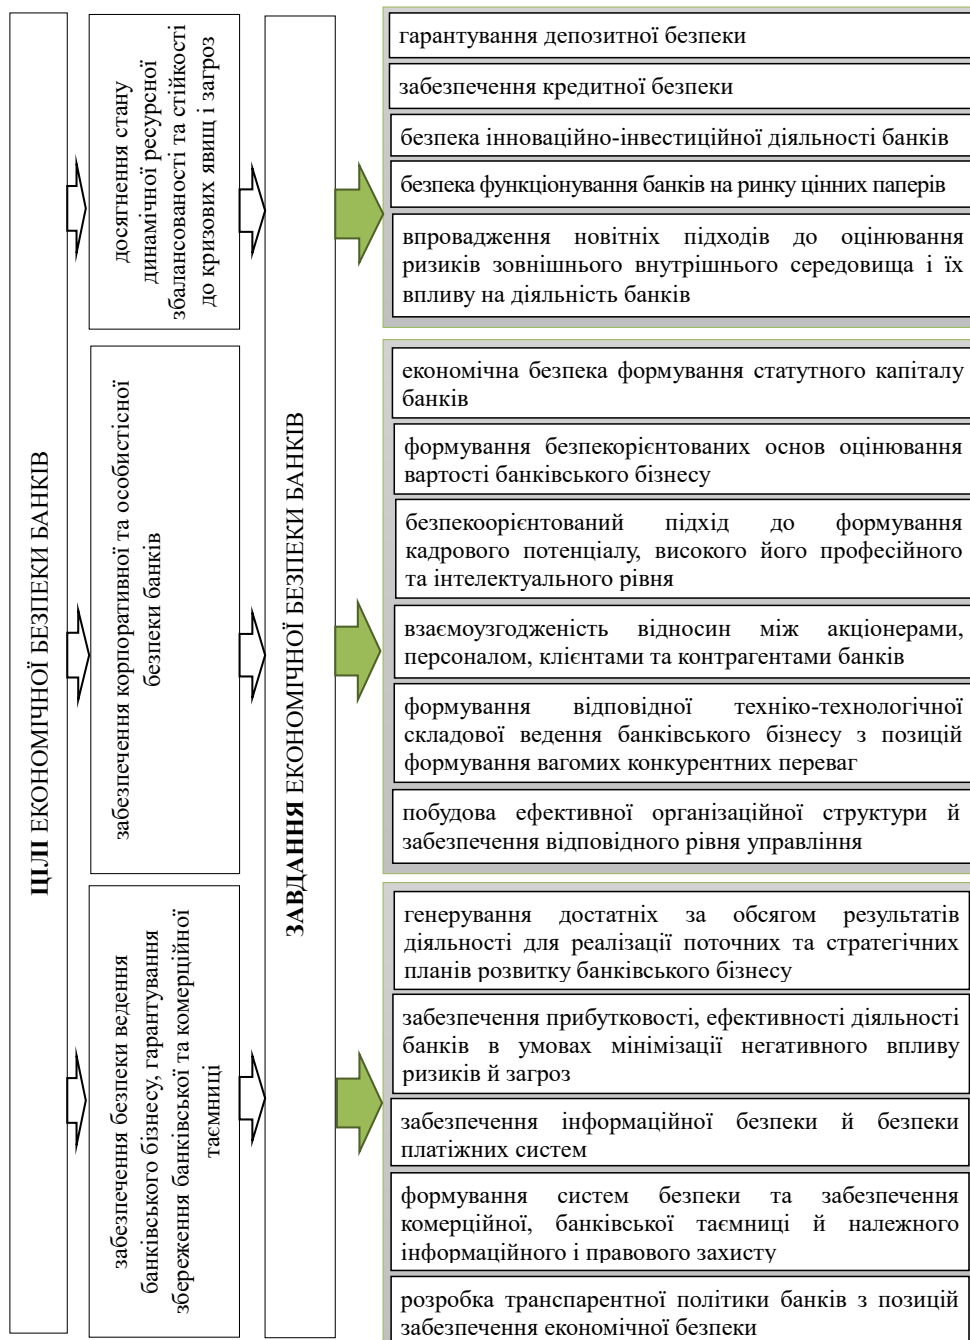 ЦІЛІ ЕКОНОМІЧНОЇ БЕЗПЕКИ БАНКІВ
досягнення стану
динамічної ресурсної
збалансованості та стійкості
до кризових явищ і загроз
забезпечення корпоративної та особистісної
безпеки банків
забезпечення безпеки ведення
банківського бізнесу, гарантування
збереження банківської та комерційної
таємниці
ЗАВДАННЯ ЕКОНОМІЧНОЇ БЕЗПЕКИ БАНКІВ
гарантування депозитної безпеки
забезпечення кредитної безпеки
безпека інноваційно-інвестиційної діяльності банків
безпека функціонування банків на ринку цінних паперів
впровадження новітніх підходів до оцінювання
ризиків зовнішнього внутрішнього середовища і їх
впливу на діяльність банків
економічна безпека формування статутного капіталу
банків
формування безпекорієнтованих основ оцінювання
вартості банківського бізнесу
безпекоорієнтований підхід до формування
кадрового потенціалу, високого його професійного
та інтелектуального рівня
взаємоузгодженість відносин між акціонерами,
персоналом, клієнтами та контрагентами банків
формування відповідної техніко-технологічної
складової ведення банківського бізнесу з позицій
формування вагомих конкурентних переваг
побудова ефективної організаційної структури й
забезпечення відповідного рівня управління
генерування достатніх за обсягом результатів
діяльності для реалізації поточних та стратегічних
планів розвитку банківського бізнесу
забезпечення прибутковості, ефективності діяльності
банків в умовах мінімізації негативного впливу
ризиків й загроз
забезпечення інформаційної безпеки й безпеки
платіжних систем
формування систем безпеки та забезпечення
комерційної, банківської таємниці й належного
інформаційного і правового захисту
розробка транспарентної політики банків з позицій
забезпечення економічної безпеки